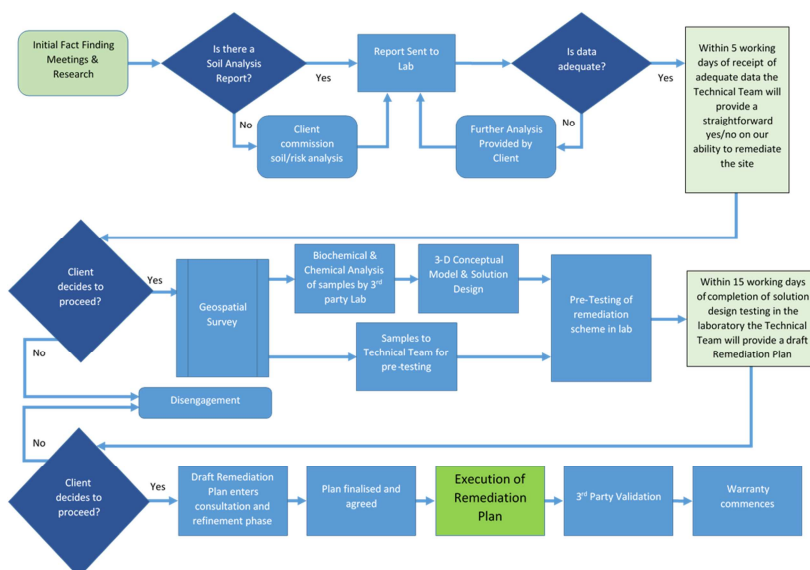 Initial Fact Finding
Meetings &
Research
Is there a
Soil Analysis
Report?
Yes
No
Client
commission
soil/risk analysis
Report Sent to
Lab
Is data
adequate?
Yes
No
Further Analysis
Provided by
Client
Within 5 working
days of receipt of
adequate data the
Technical Team will
provide a
straightforward
yes/no on our
ability to remediate
the site
Client
decides to
proceed?
Yes
No
Geospatial
Survey
Biochemical &
Chemical Analysis
of samples by 3rd
party Lab
3-D Conceptual
Model & Solution
Design
Samples to
Technical Team for
pre-testing
Pre-Testing of
remediation
scheme in lab
Within 15 working
days of completion of solution
design testing in the
laboratory the Technical
Team will provide a draft
Remediation Plan
Disengagement
No
Client
decides to
proceed?
Yes
Draft Remediation
Plan enters
consultation and
refinement phase
Plan finalised and
agreed
Execution of
Remediation
Plan
3rd Party Validation
Warranty
commences